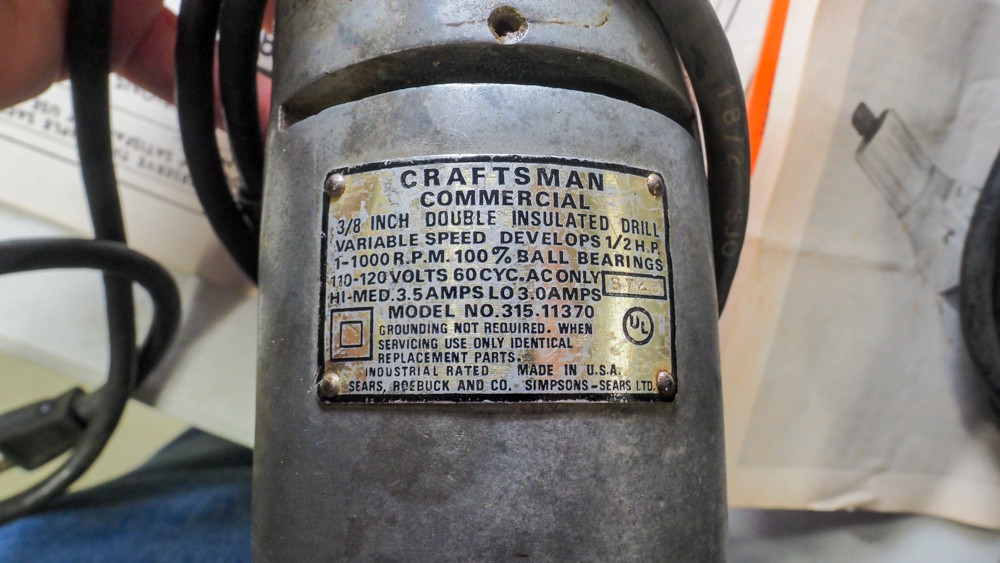 CRAFTSMAN
COMMERCIAL
3/8 INCH DOUBLE INSULATED DRILL
VARIABLE SPEED DEVELOPS 1/2 H.P.
1-1000 R.P.M. 100% BALL BEARINGS
110-120 VOLTS 60 CYC. AC ONLY
HI-MED. 3.5 AMPS LO 3.0 AMPS
MODEL NO. 315.11370
GROUNDING NOT REQUIRED. WHEN
SERVICING USE ONLY IDENTICAL
REPLACEMENT PARTS.
UL
INDUSTRIAL RATED MADE IN U.S.A.
SEARS, ROEBUCK AND CO. SIMPSONS-SEARS LTD.
18/2 SJO